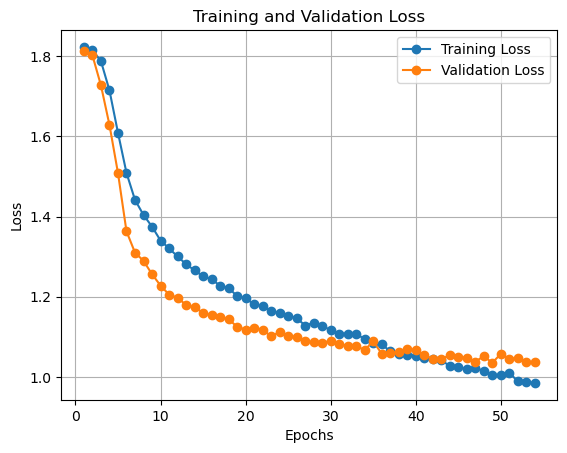 Training and Validation Loss
Training Loss
Validation Loss
1.8
1.6
1.4
1.2
1.0
Loss
0 10 20 30 40 50
Epochs